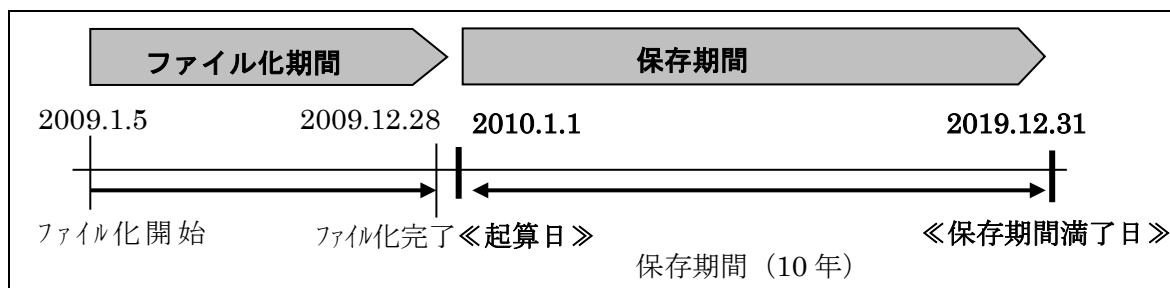 ファイル化期間 保存期間
2009.1.5 2009.12.28 2010.1.1 2019.12.31
ﾌｧｲﾙ化開始 ﾌｧｲﾙ化完了 ≪起算日≫ ≪保存期間満了日≫
保存期間（10年）